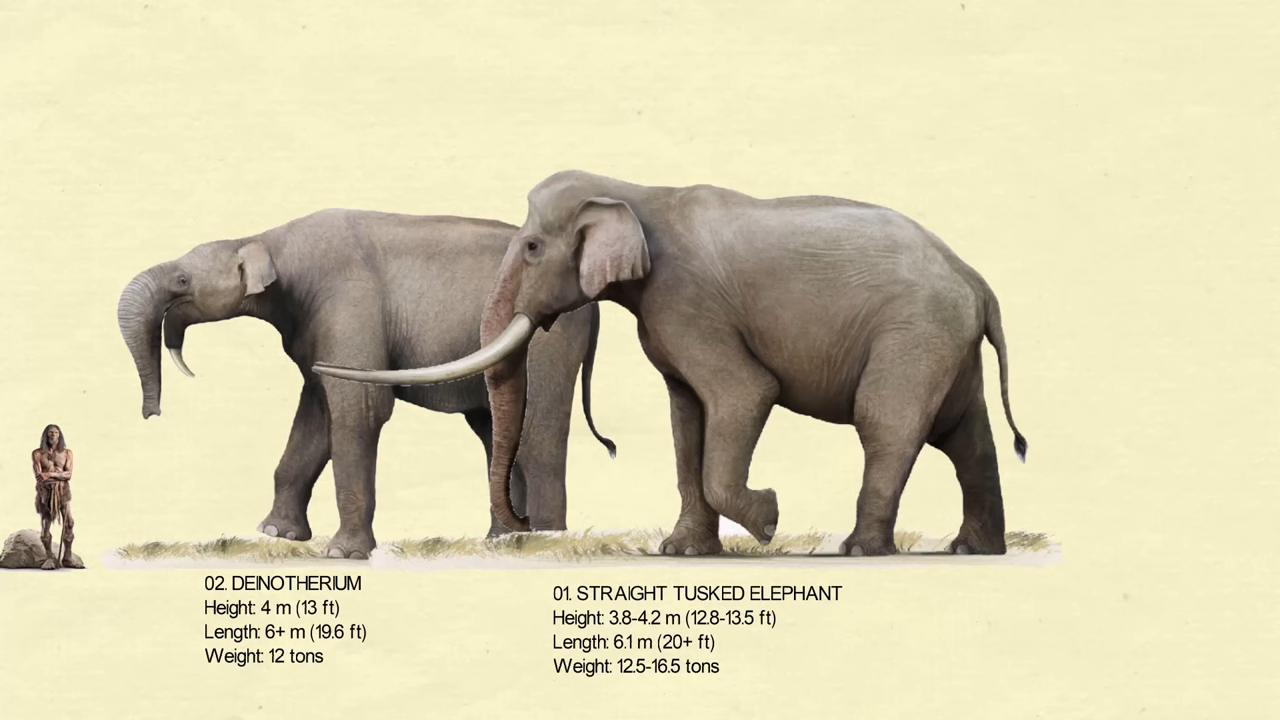 02. DEINOTHERIUM
Height: 4 m (13 ft)
Length: 6+ m (19.6 ft)
Weight: 12 tons
01. STRAIGHT TUSKED ELEPHANT
Height: 3.8-4.2 m (12.8-13.5 ft)
Length: 6.1 m (20+ ft)
Weight: 12.5-16.5 tons